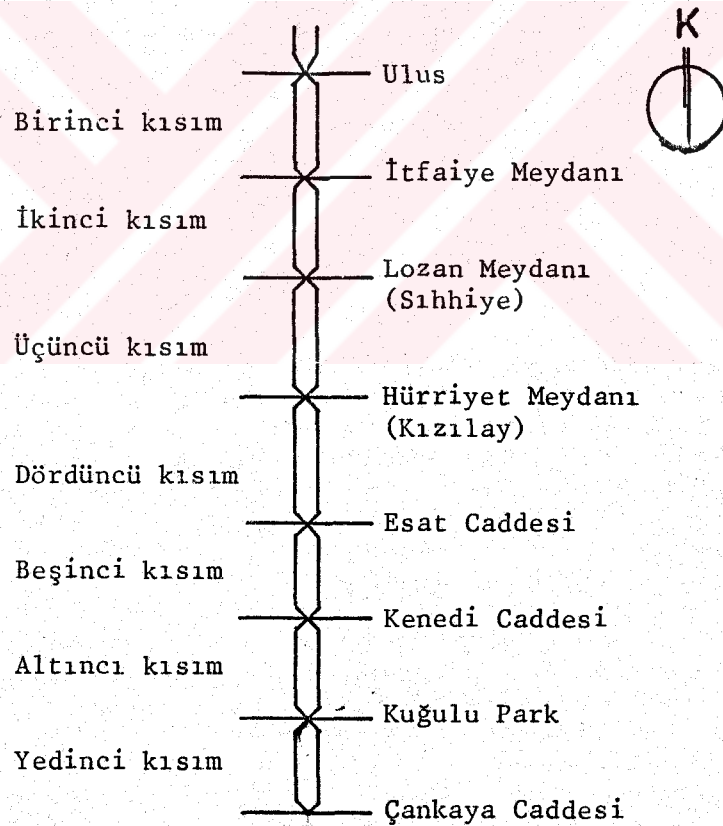 K
Ulus
Birinci kısım
İtfaiye Meydanı
İkinci kısım
Lozan Meydanı
(Sıhhiye)
Üçüncü kısım
Hürriyet Meydanı
(Kızılay)
Dördüncü kısım
Esat Caddesi
Beşinci kısım
Kenedi Caddesi
Altıncı kısım
Kuğulu Park
Yedinci kısım
Çankaya Caddesi